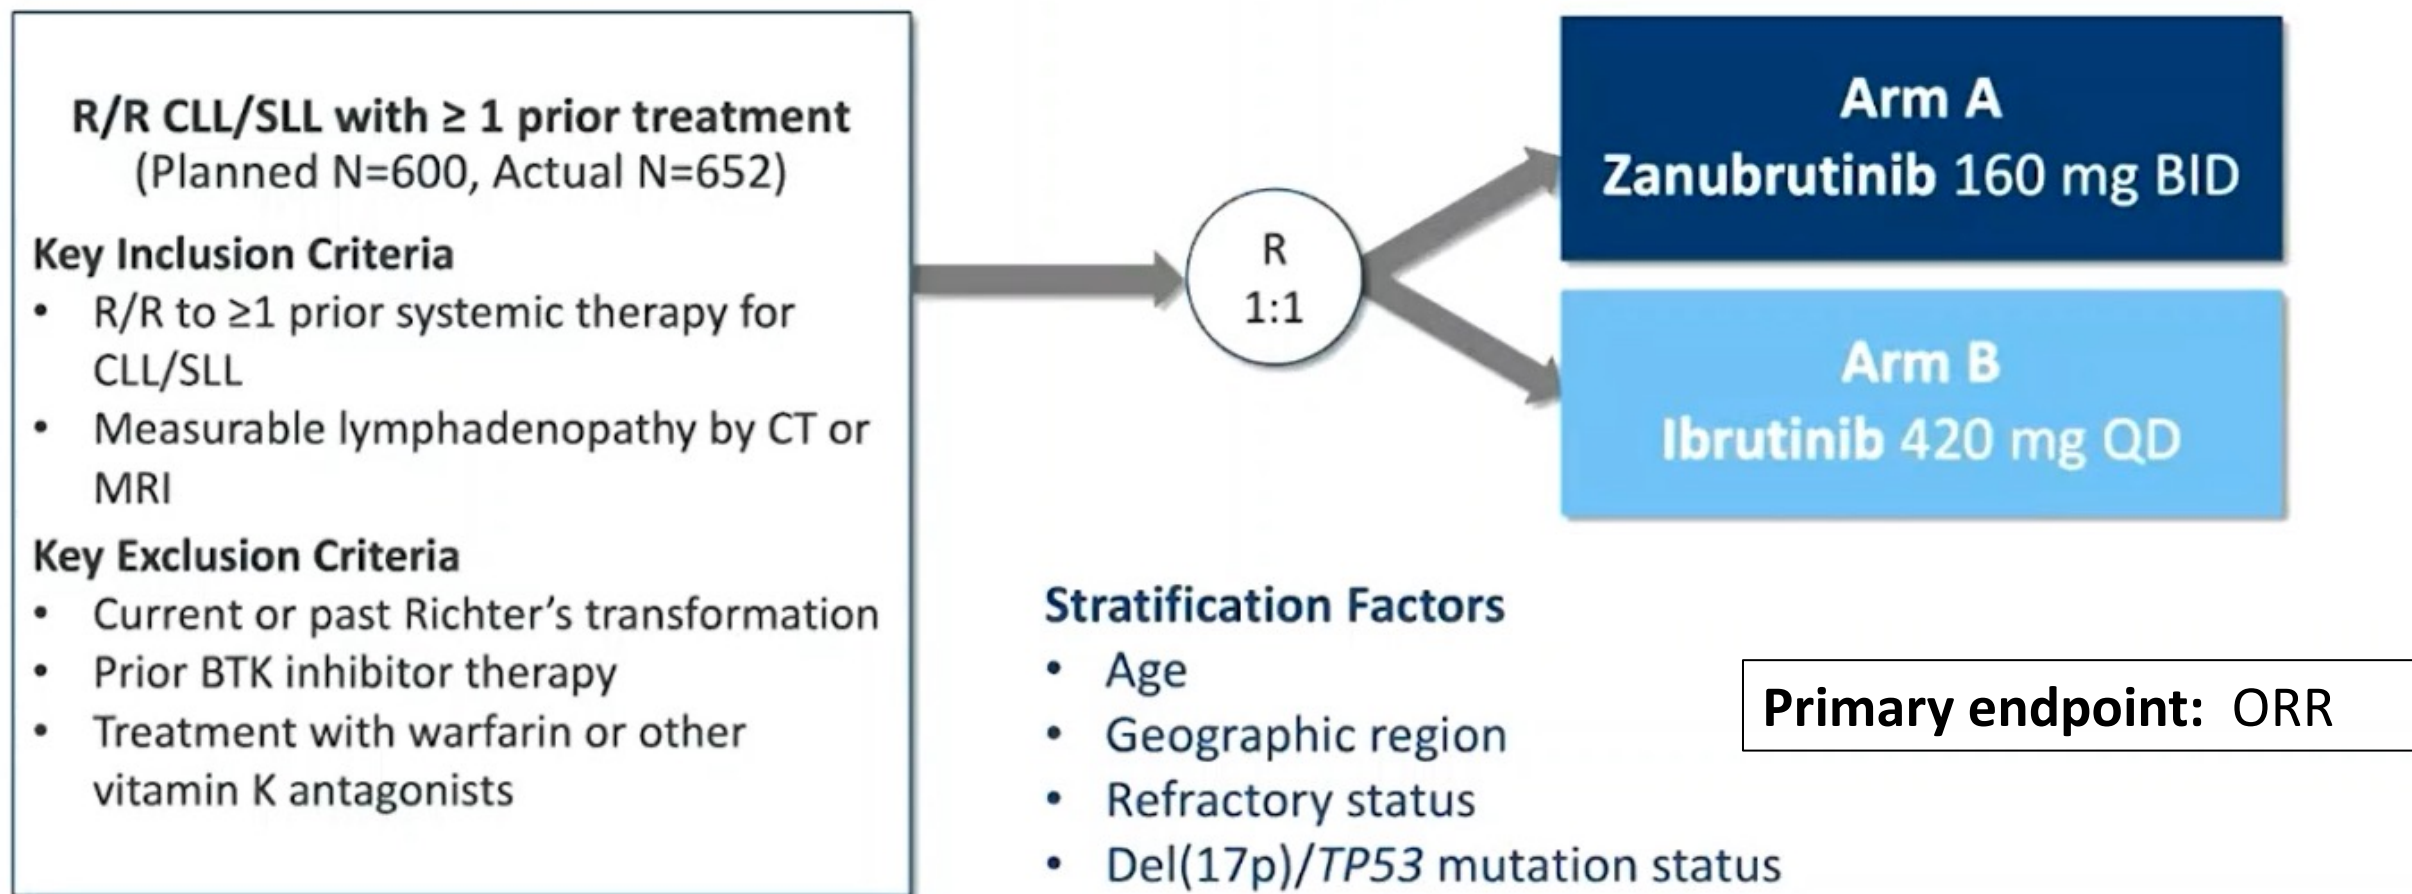 R/R CLL/SLL with ≥ 1 prior treatment
(Planned N=600, Actual N=652)
Key Inclusion Criteria
• R/R to ≥1 prior systemic therapy for
CLL/SLL
• Measurable lymphadenopathy by CT or
MRI
Key Exclusion Criteria
• Current or past Richter’s transformation
• Prior BTK inhibitor therapy
• Treatment with warfarin or other
vitamin K antagonists
R
1:1
Arm A
Zanubrutinib 160 mg BID
Arm B
Ibrutinib 420 mg QD
Stratification Factors
• Age
• Geographic region
• Refractory status
• Del(17p)/TP53 mutation status
Primary endpoint: ORR